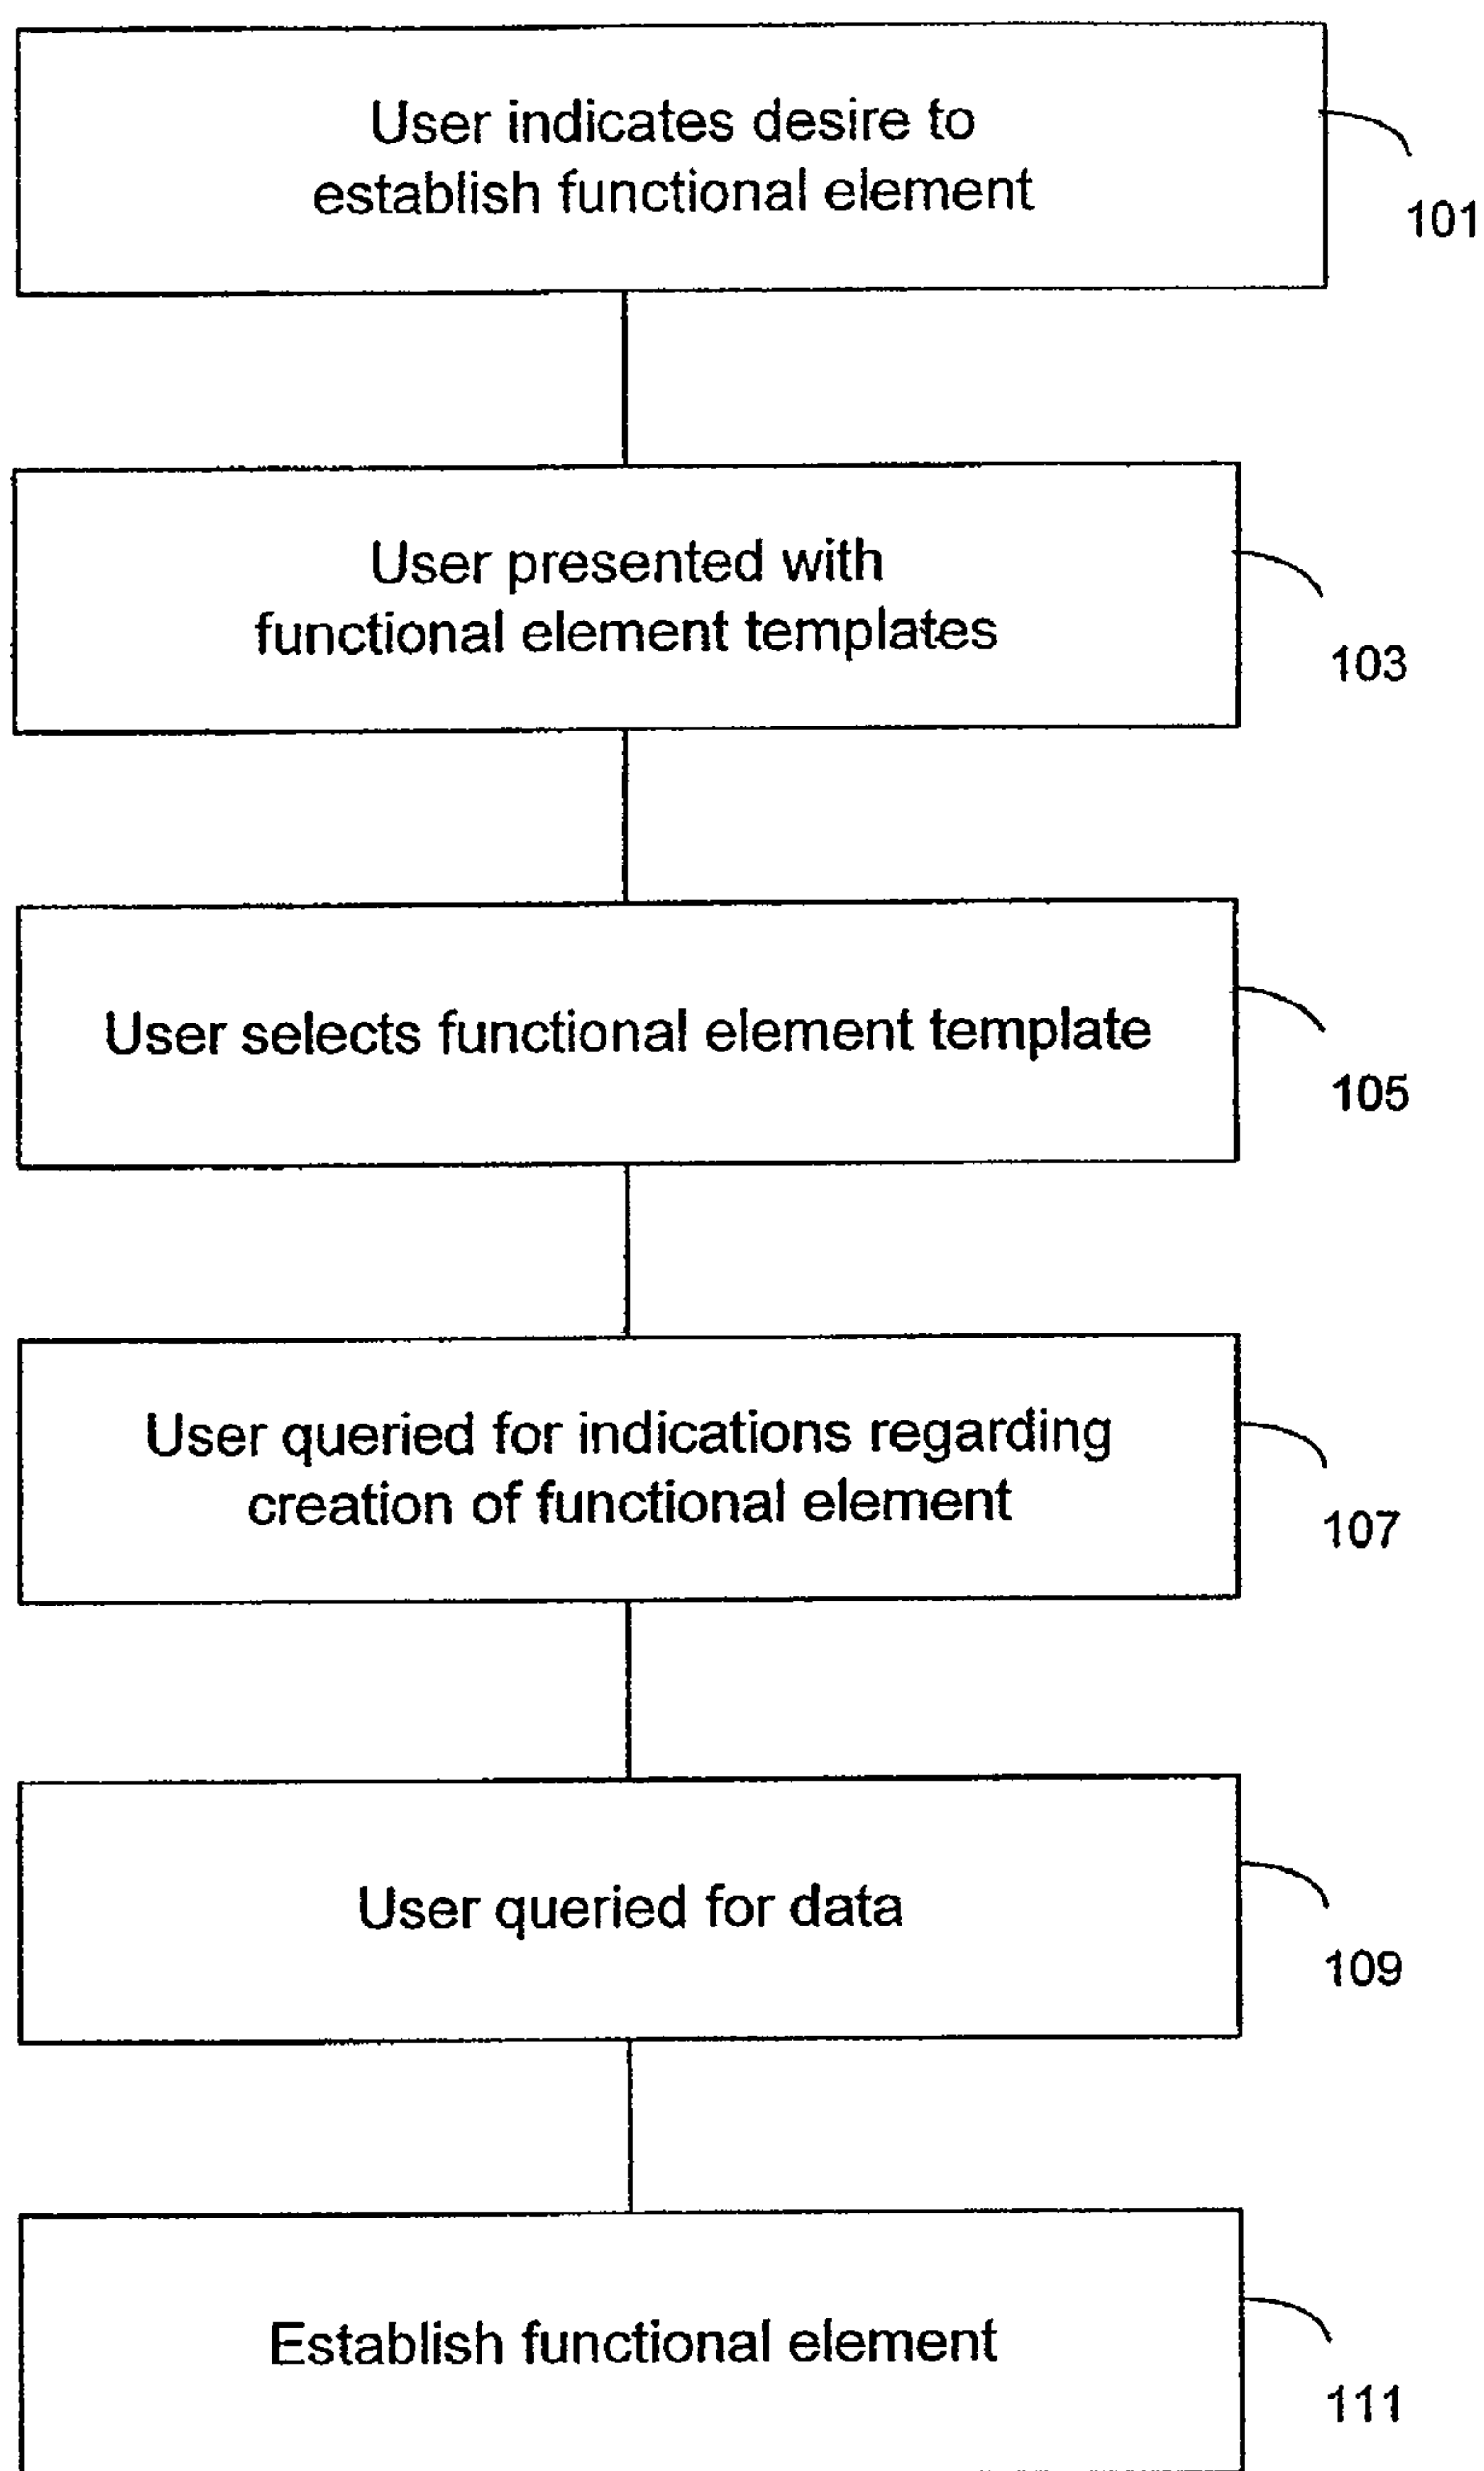 User indicates desire to
establish functional element
101
User presented with
functional element templates
103
User selects functional element template
105
User queried for indications regarding
creation of functional element
107
User queried for data
109
Establish functional element
111